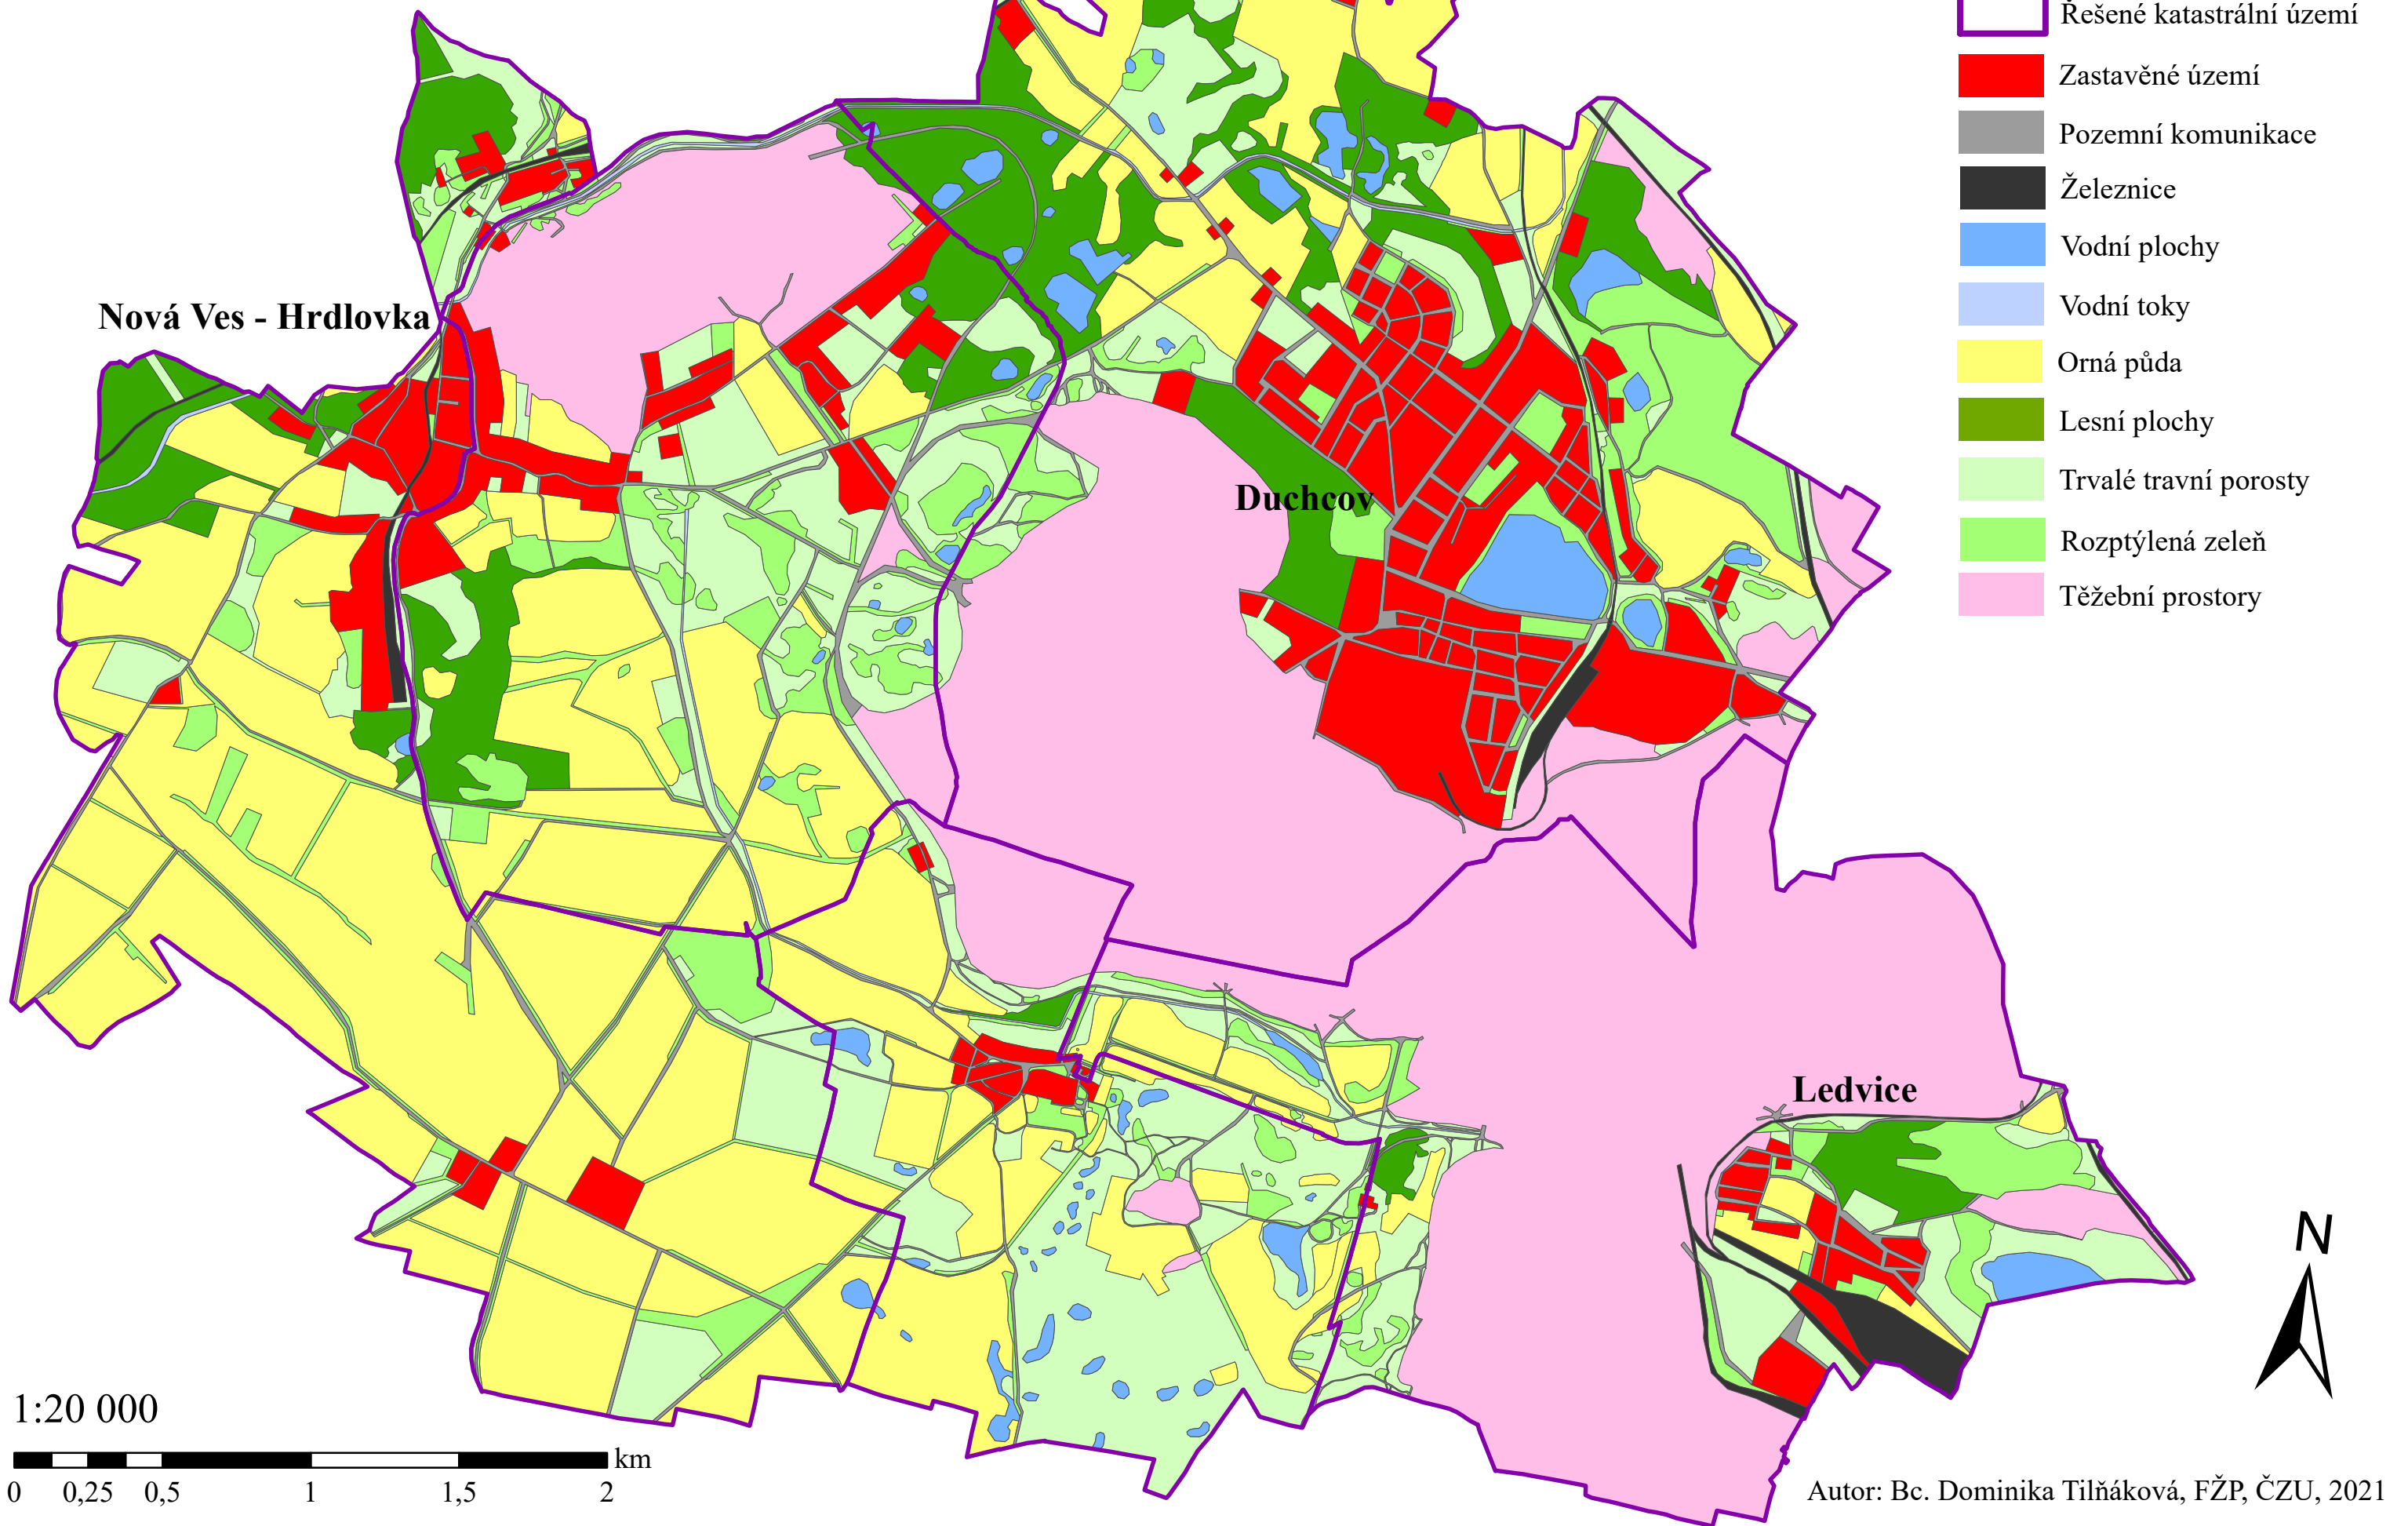 Řešené katastrální území
Zastavěné území
Pozemní komunikace
Železnice
Vodní plochy
Vodní toky
Orná půda
Lesní plochy
Trvalé travní porosty
Rozptýlená zeleň
Těžební prostory
Nová Ves - Hrdlovka
Duchcov
Ledvice
N
1:20 000
km
0 0,25 0,5 1 1,5 2
Autor: Bc. Dominika Tilňáková, FŽP, ČZU, 2021